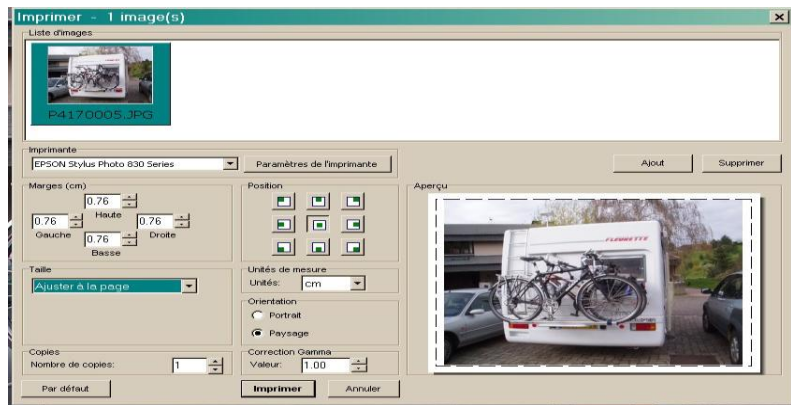 Imprimer - 1 image(s)
Liste d'images
P4170005.JPG
Imprimante
EPSON Stylus Photo 830 Series
Paramètres de l'imprimante
Ajout
Supprimer
Marges (cm)
0.76
Haute
0.76
0.76
Gauche
Droite
0.76
Basse
Position
Aperçu
FLEURETTE
Taille
Ajuster à la page
Unités de mesure
Unités: cm
Orientation
Portrait
Paysage
Copies
Nombre de copies: 1
Correction Gamma
Valeur: 1.00
Par défaut
Imprimer
Annuler